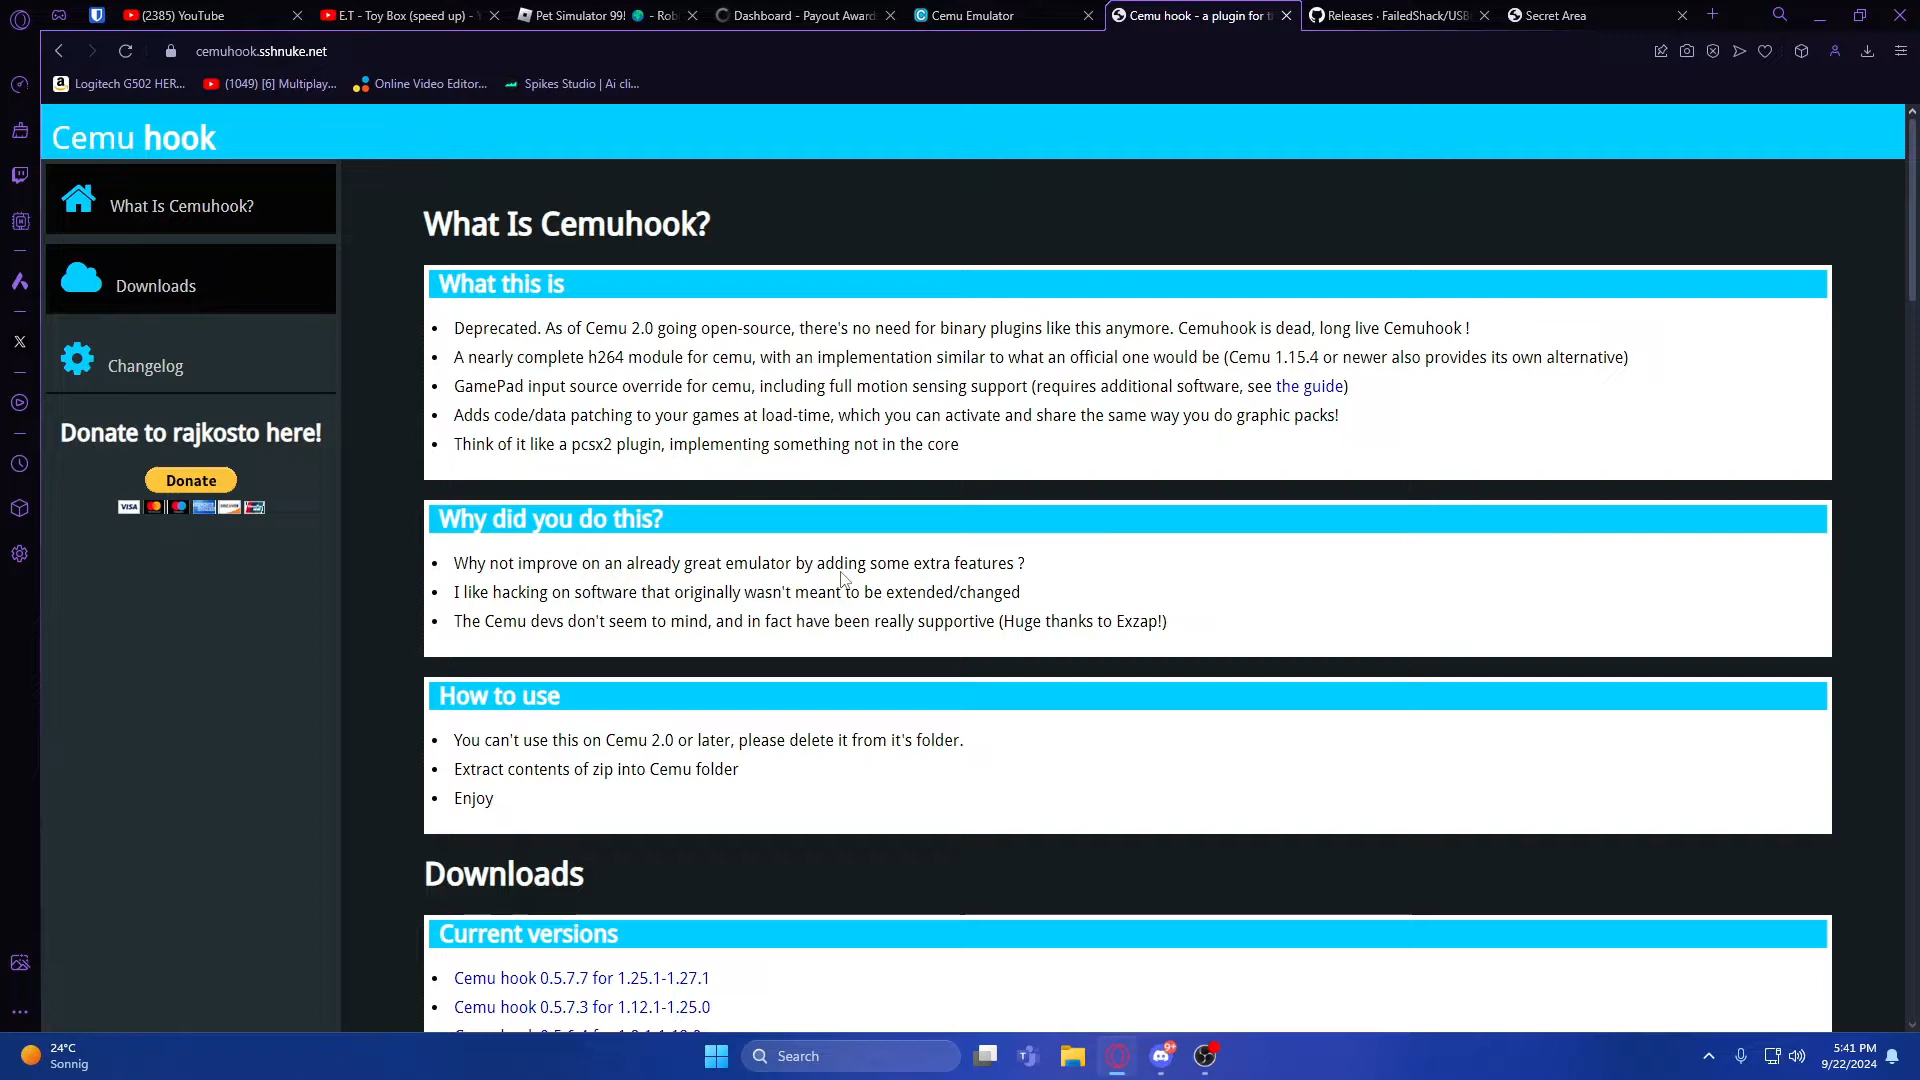 (2385) YouTube
E.T - Toy Box (speed up) -
Pet Simulator 99! - Rob
Dashboard - Payout Award
Cemu Emulator
Cemu hook - a plugin for t
Releases · FailedShack/USB
Secret Area
cemuhook.sshnuke.net
Logitech G502 HER...
(1049) [6] Multiplay...
Online Video Editor...
Spikes Studio | Ai cli...
Cemu hook
What Is Cemuhook?
Downloads
Changelog
Donate to rajkosto here!
Donate
VISA
What Is Cemuhook?
What this is
• Deprecated. As of Cemu 2.0 going open-source, there's no need for binary plugins like this anymore. Cemuhook is dead, long live Cemuhook !
• A nearly complete h264 module for cemu, with an implementation similar to what an official one would be (Cemu 1.15.4 or newer also provides its own alternative)
• GamePad input source override for cemu, including full motion sensing support (requires additional software, see the guide)
• Adds code/data patching to your games at load-time, which you can activate and share the same way you do graphic packs!
• Think of it like a pcsx2 plugin, implementing something not in the core
Why did you do this?
• Why not improve on an already great emulator by adding some extra features ?
• I like hacking on software that originally wasn't meant to be extended/changed
• The Cemu devs don't seem to mind, and in fact have been really supportive (Huge thanks to Exzap!)
How to use
• You can't use this on Cemu 2.0 or later, please delete it from it's folder.
• Extract contents of zip into Cemu folder
• Enjoy
Downloads
Current versions
• Cemu hook 0.5.7.7 for 1.25.1-1.27.1
• Cemu hook 0.5.7.3 for 1.12.1-1.25.0
24°C
Sonnig
Search
9+
5:41 PM
9/22/2024